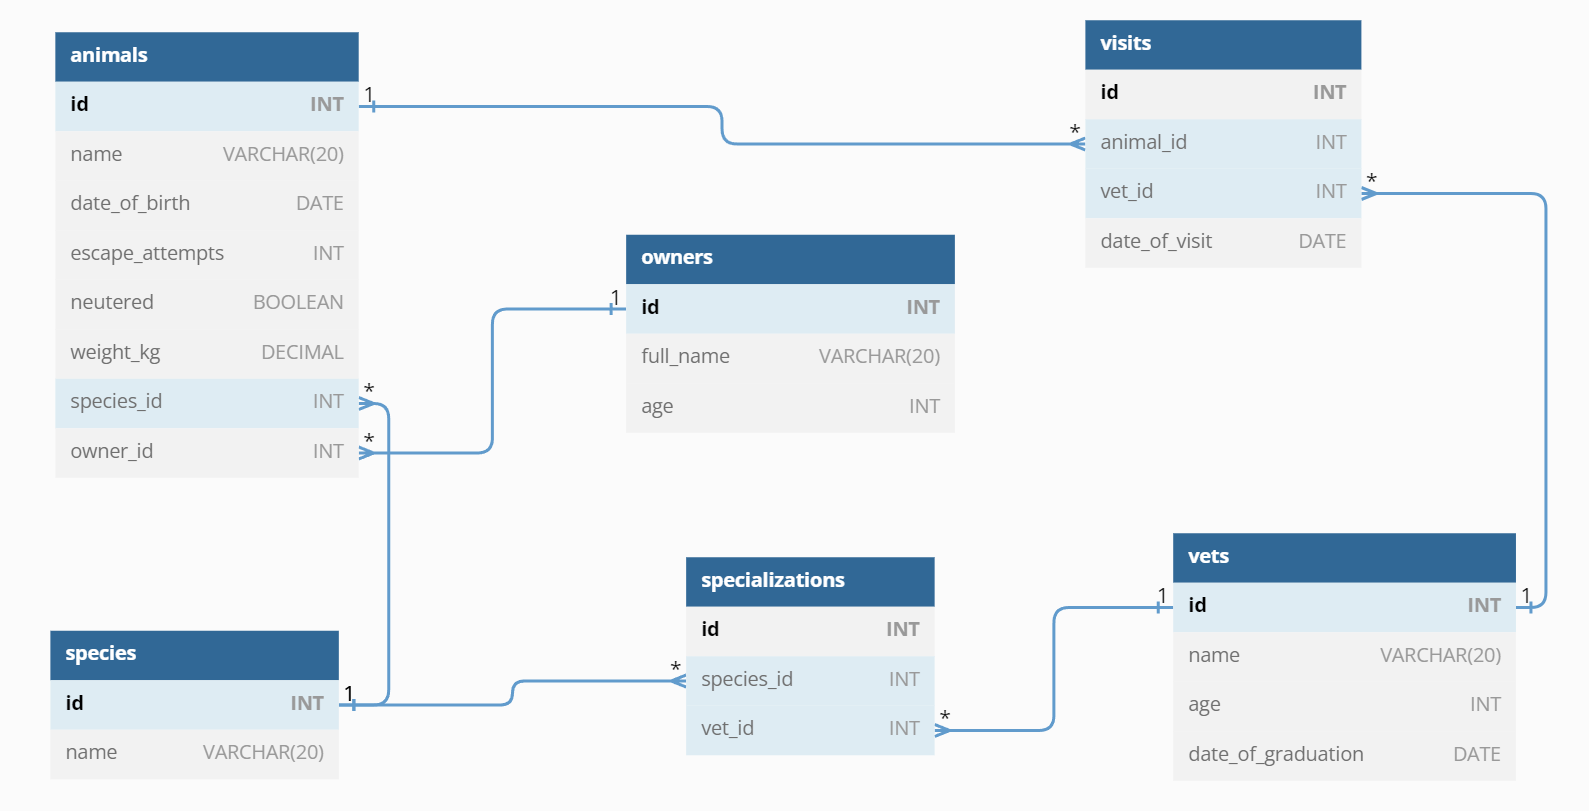 animals
id INT
name VARCHAR(20)
date_of_birth DATE
escape_attempts INT
neutered BOOLEAN
weight_kg DECIMAL
species_id INT
owner_id INT
1
*
*
visits
id INT
animal_id INT
vet_id INT
date_of_visit DATE
*
*
owners
id INT
full_name VARCHAR(20)
age INT
1
species
id INT
name VARCHAR(20)
1
specializations
id INT
species_id INT
vet_id INT
*
*
vets
id INT
name VARCHAR(20)
age INT
date_of_graduation DATE
1
1